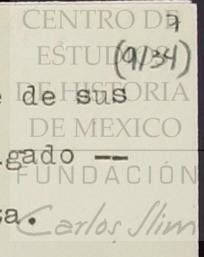 CENTRO DE
7
ESTUDIOS
(9/34)
DE HISTORIA
e de sus
DE MEXICO
gado --
FUNDACIÓN
a.
Carlos Slim